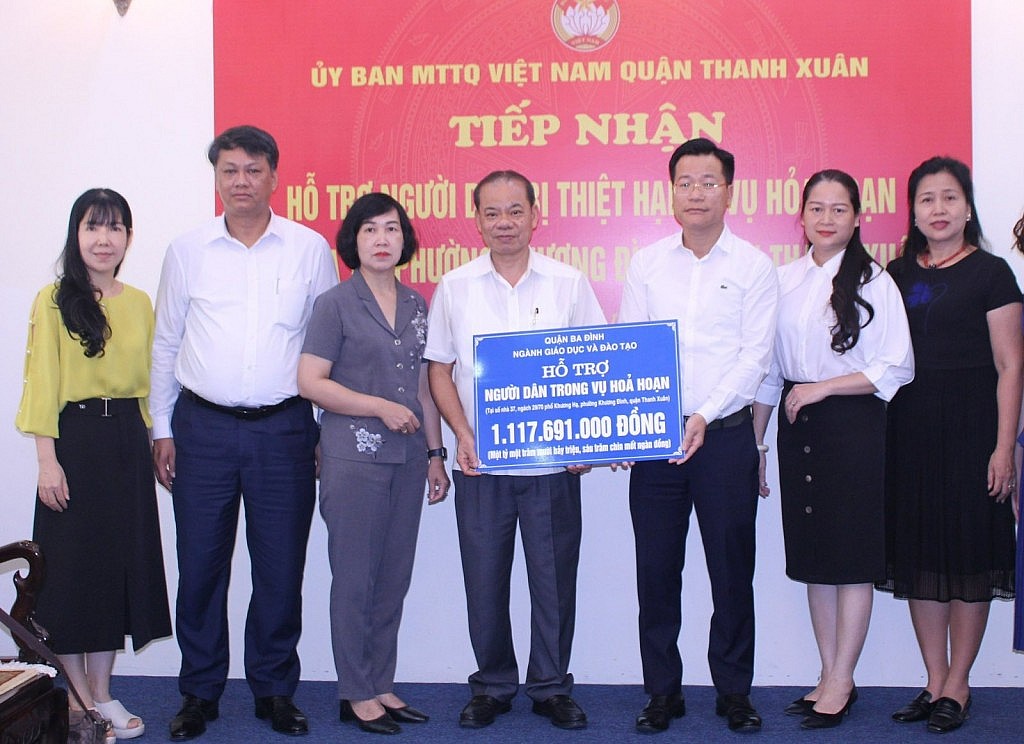 VIỆT NAM
ỦY BAN MTTQ VIỆT NAM QUẬN THANH XUÂN
TIẾP NHẬN
HỖ TRỢ NGƯỜI THIỆT HẠI VỤ HỎA
PHƯỜNG
QUẬN BA ĐÌNH
NGÀNH GIÁO DỤC VÀ ĐÀO TẠO
HỖ TRỢ
NGƯỜI DÂN TRONG VỤ HOẢ HOẠN
(Tại số nhà 37, ngách 29/70 phố Khương Hạ, phường Khương Đình, quận Thanh Xuân)
1.117.691.000 ĐỒNG
(Một tỷ một trăm mười bảy triệu, sáu trăm chín mốt ngàn đồng)